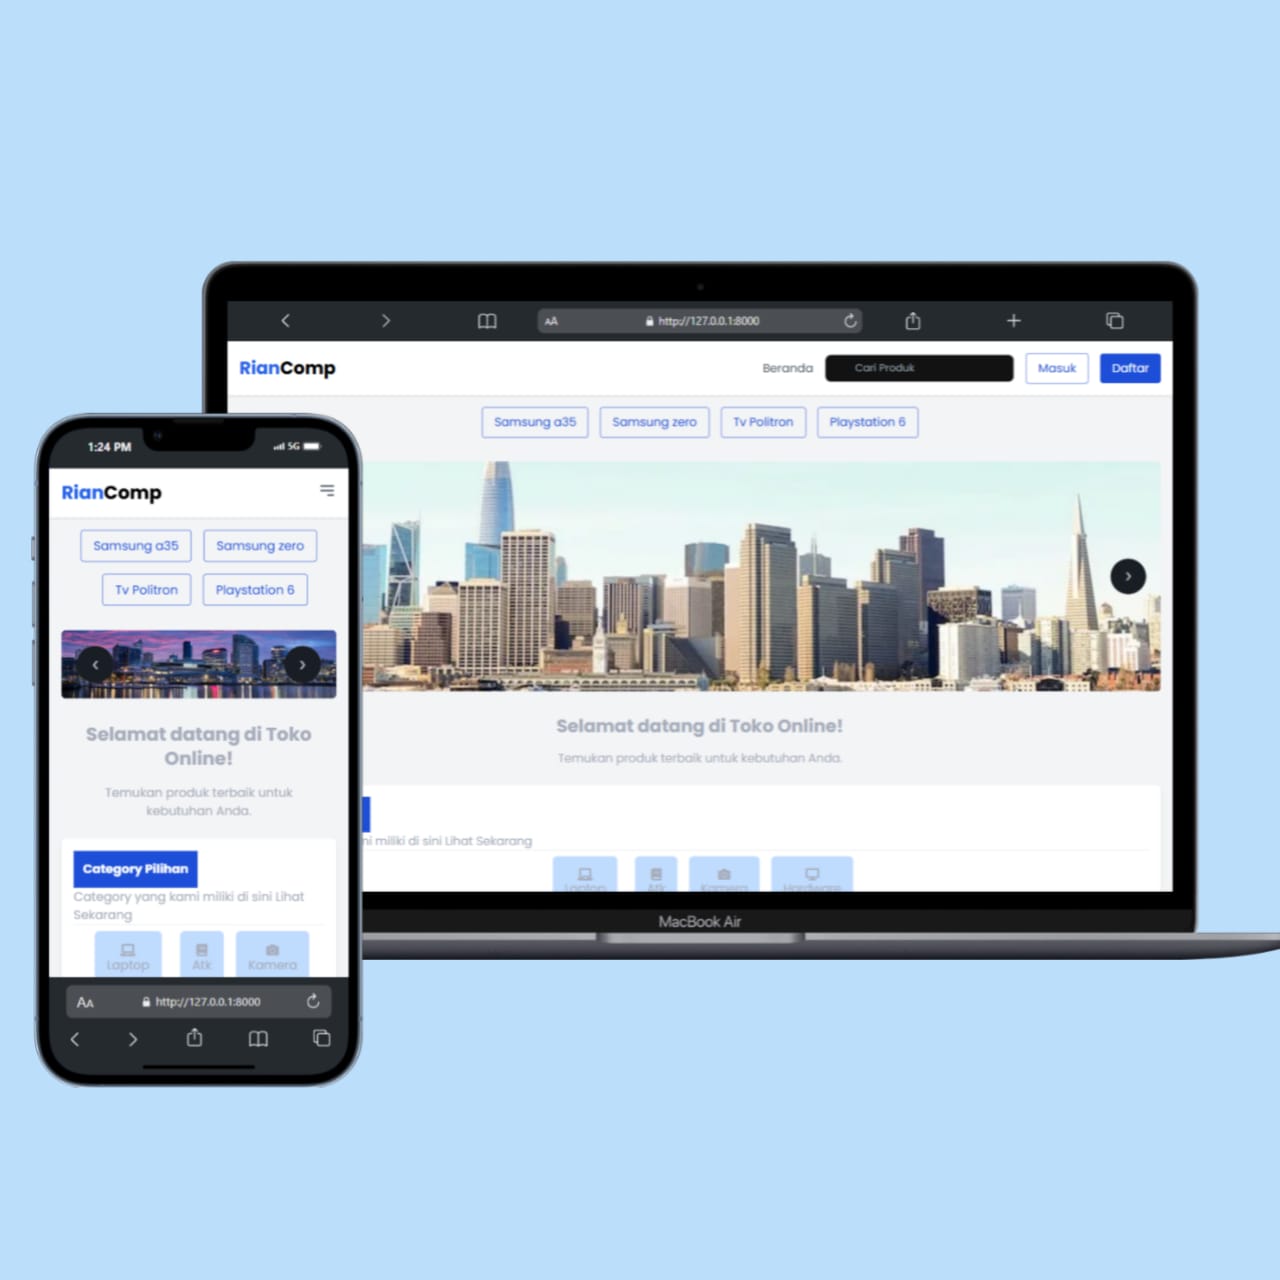 AA http://127.0.0.1:8000
RianComp Beranda Cari Produk Masuk Daftar
Samsung a35 Samsung zero Tv Politron Playstation 6
Selamat datang di Toko Online!
Temukan produk terbaik untuk kebutuhan Anda.
miliki di sini Lihat Sekarang
Laptop Atk Kamera Hardware
MacBook Air
1:24 PM 5G
RianComp
Samsung a35 Samsung zero
Tv Politron Playstation 6
Selamat datang di Toko
Online!
Temukan produk terbaik untuk
kebutuhan Anda.
Category Pilihan
Category yang kami miliki di sini Lihat
Sekarang
Laptop Atk Kamera
AA http://127.0.0.1:8000